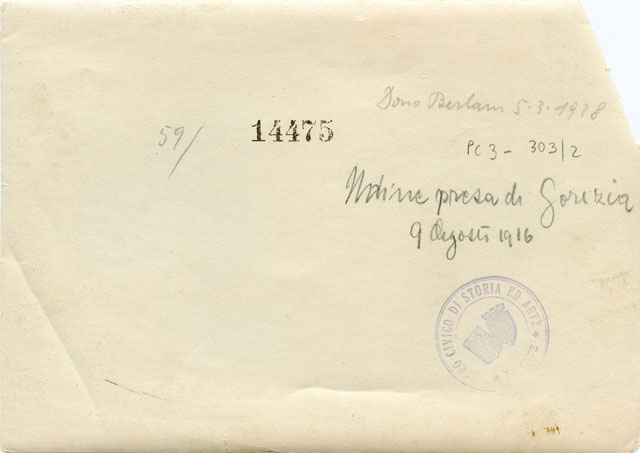 Dono Berlam 5.3.1928
59/
14475
PC 3 - 303/2
Udine presa di Gorizia
9 Agosto 1916
CIVICO DI STORIA ED ARTE